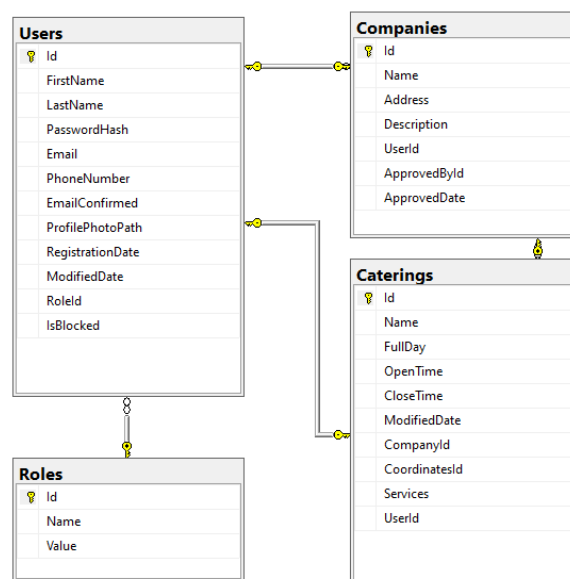 Users
Id
FirstName
LastName
PasswordHash
Email
PhoneNumber
EmailConfirmed
ProfilePhotoPath
RegistrationDate
ModifiedDate
RoleId
IsBlocked
Companies
Id
Name
Address
Description
UserId
ApprovedById
ApprovedDate
Caterings
Id
Name
FullDay
OpenTime
CloseTime
ModifiedDate
CompanyId
CoordinatesId
Services
UserId
Roles
Id
Name
Value